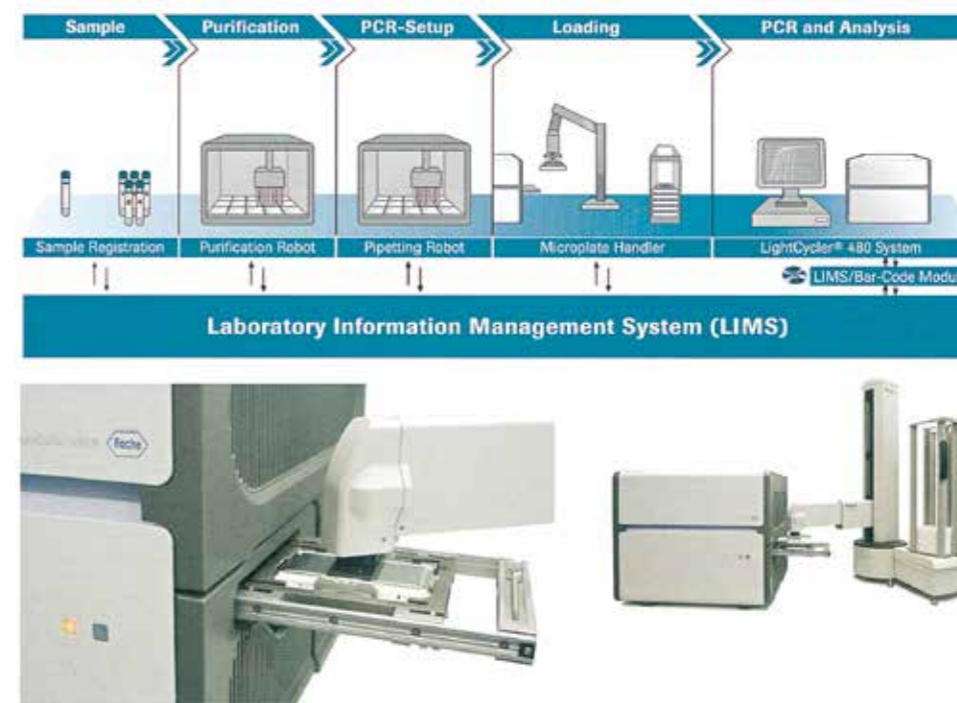 Sample
Purification
PCR-Setup
Loading
PCR and Analysis
Sample Registration
Purification Robot
Pipetting Robot
Microplate Handler
LightCycler® 480 System
LIMS/Bar-Code Modu
Laboratory Information Management System (LIMS)
Roche